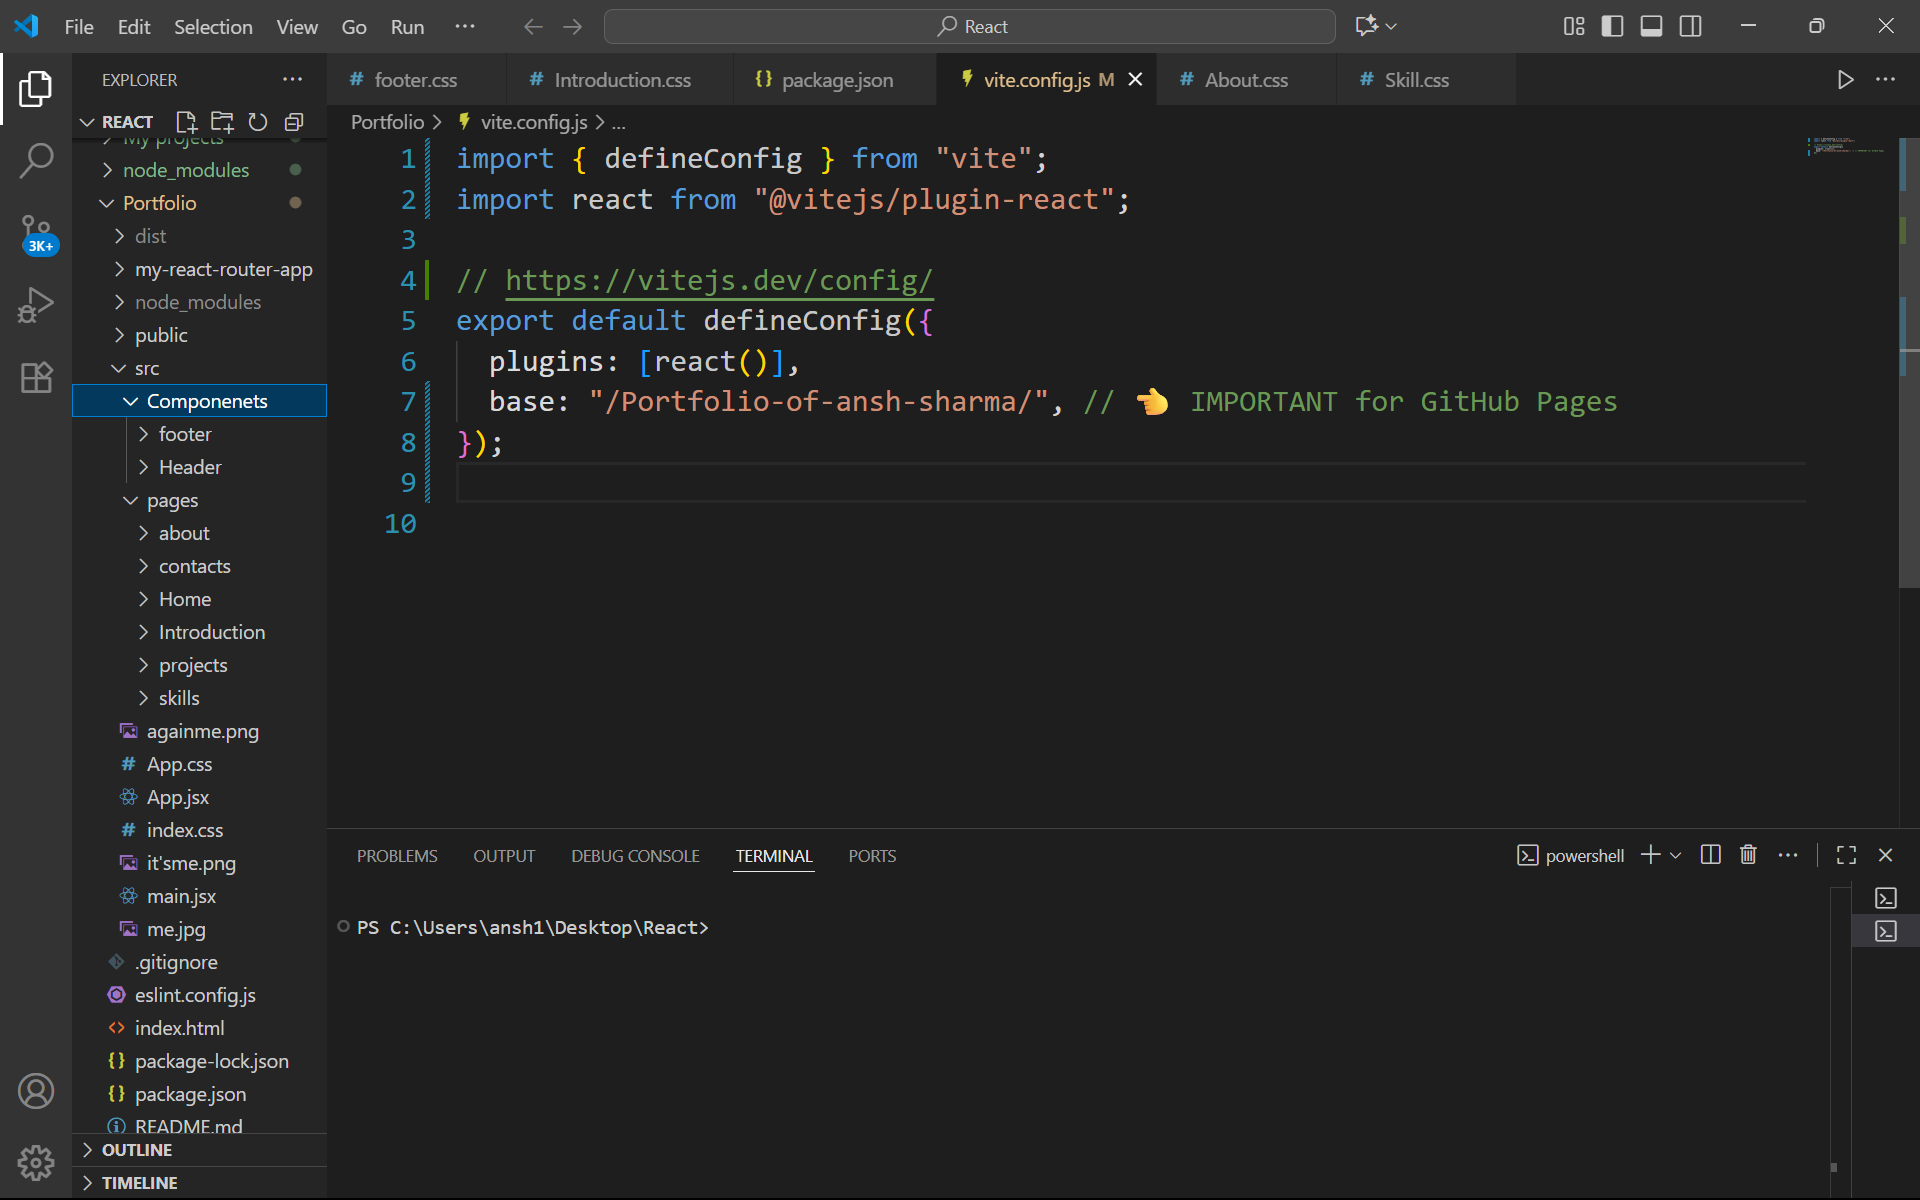 File Edit Selection View Go Run ··· React
EXPLORER ···
REACT
My projects
node_modules
Portfolio
dist
my-react-router-app
node_modules
public
src
Componenets
footer
Header
pages
about
contacts
Home
Introduction
projects
skills
againme.png
# App.css
App.jsx
# index.css
it'sme.png
main.jsx
me.jpg
.gitignore
eslint.config.js
<> index.html
{} package-lock.json
{} package.json
README.md
OUTLINE
TIMELINE
3K+
# footer.css # Introduction.css {} package.json vite.config.js M # About.css # Skill.css
Portfolio > vite.config.js > ...
1 import { defineConfig } from "vite";
2 import react from "@vitejs/plugin-react";
3
4 // https://vitejs.dev/config/
5 export default defineConfig({
6 plugins: [react()],
7 base: "/Portfolio-of-ansh-sharma/", // 👈 IMPORTANT for GitHub Pages
8 });
9
10
PROBLEMS OUTPUT DEBUG CONSOLE TERMINAL PORTS powershell
PS C:\Users\ansh1\Desktop\React>